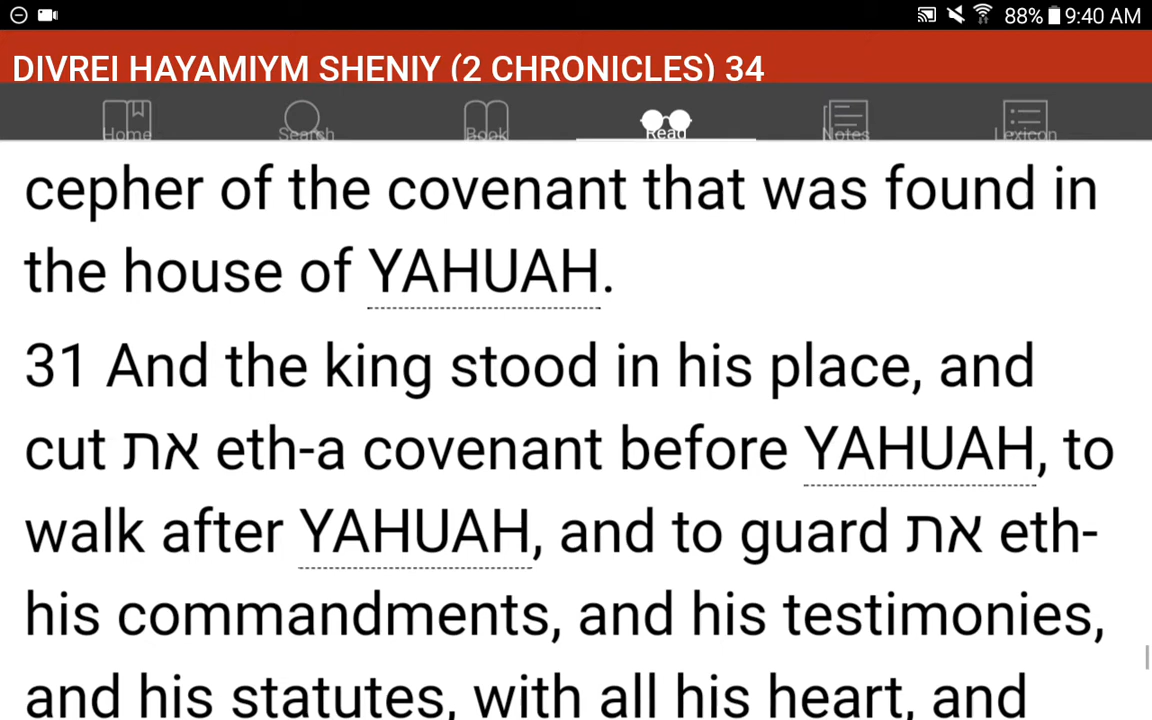 88% 9:40 AM
DIVREI HAYAMIYM SHENIY (2 CHRONICLES) 34
Home Search Book Read Notes Lexicon
cepher of the covenant that was found in
the house of YAHUAH.
31 And the king stood in his place, and
cut את eth-a covenant before YAHUAH, to
walk after YAHUAH, and to guard את eth-
his commandments, and his testimonies,
and his statutes, with all his heart, and